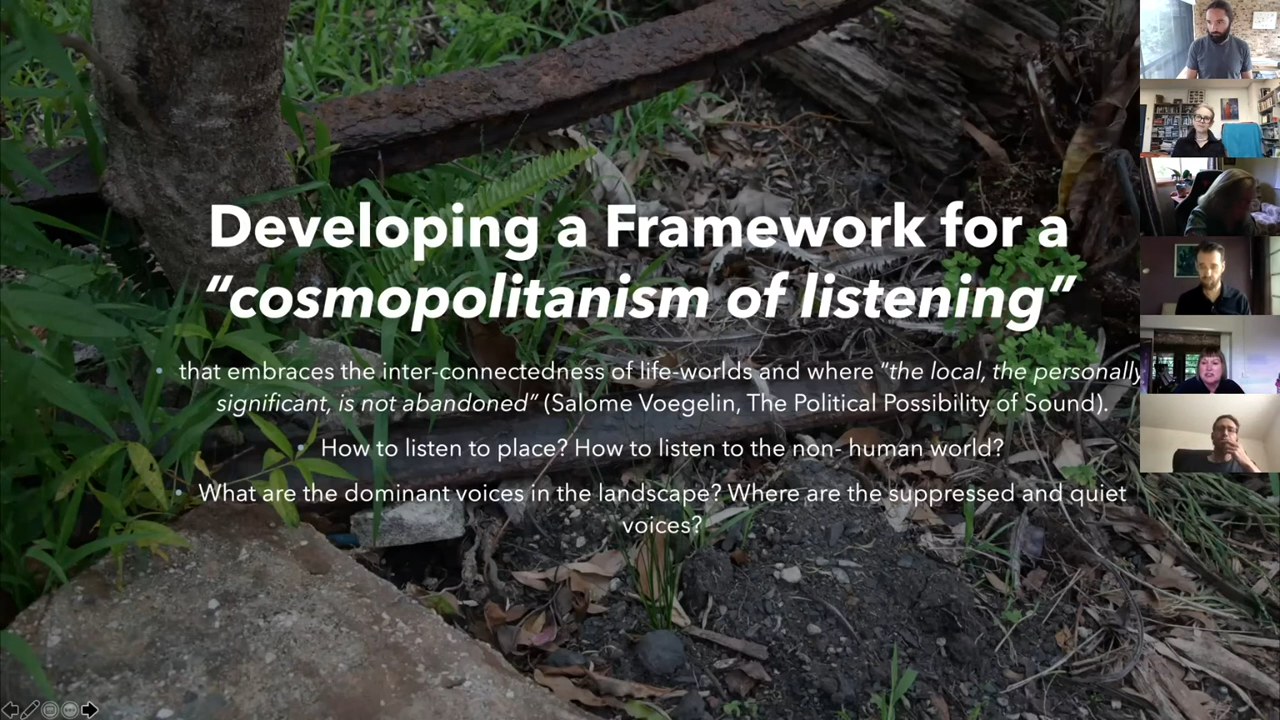 Developing a Framework for a
“cosmopolitanism of listening”
• that embraces the inter-connectedness of life-worlds and where “the local, the personally
significant, is not abandoned” (Salome Voegelin, The Political Possibility of Sound).
• How to listen to place? How to listen to the non- human world?
• What are the dominant voices in the landscape? Where are the suppressed and quiet
voices?